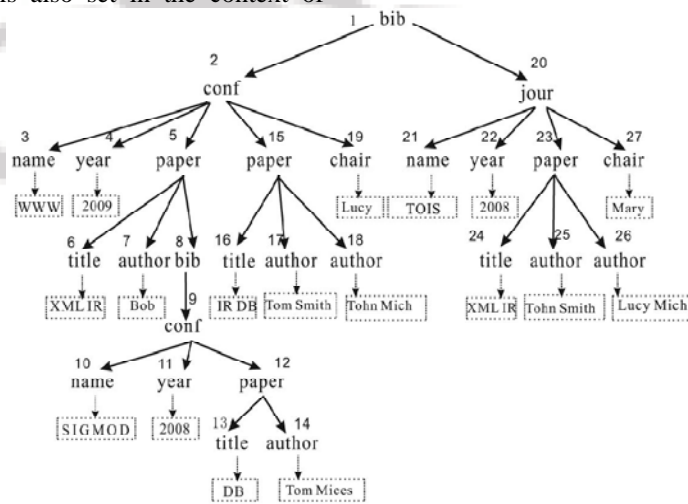 is also set in the context of
1 bib
2 20
conf jour
3 4 5 15 19 21 22 23 27
name year paper paper chair name year paper chair
WWW 2009 Lucy TOIS 2008 Mary
6 7 8 16 17 18 24 25 26
title author bib title author author title author author
XML IR Bob IR DB Tom Smith Tohn Mich XML IR Tohn Smith Lucy Mich
9
conf
10 11 12
name year paper
SIGMOD 2008
13 14
title author
DB Tom Miees